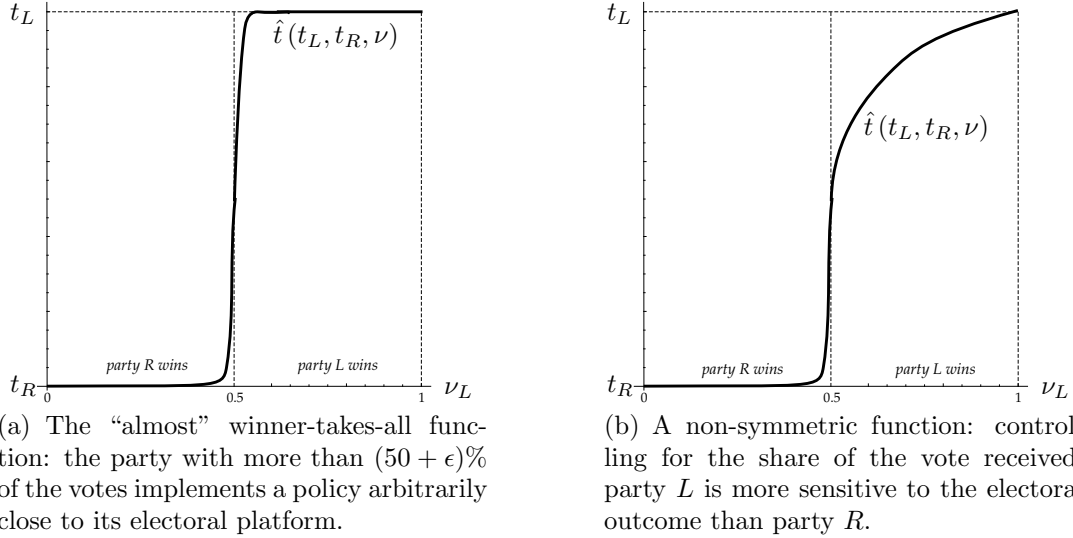 t_L
t̂ (t_L, t_R, ν)
party R wins
party L wins
t_R
0.5
1
ν_L
(a) The “almost” winner-takes-all func-
tion: the party with more than (50 + ϵ)%
of the votes implements a policy arbitrarily
close to its electoral platform.
t_L
t̂ (t_L, t_R, ν)
party R wins
party L wins
t_R
0
0.5
1
ν_L
(b) A non-symmetric function: control
ling for the share of the vote received
party L is more sensitive to the electora
outcome than party R.